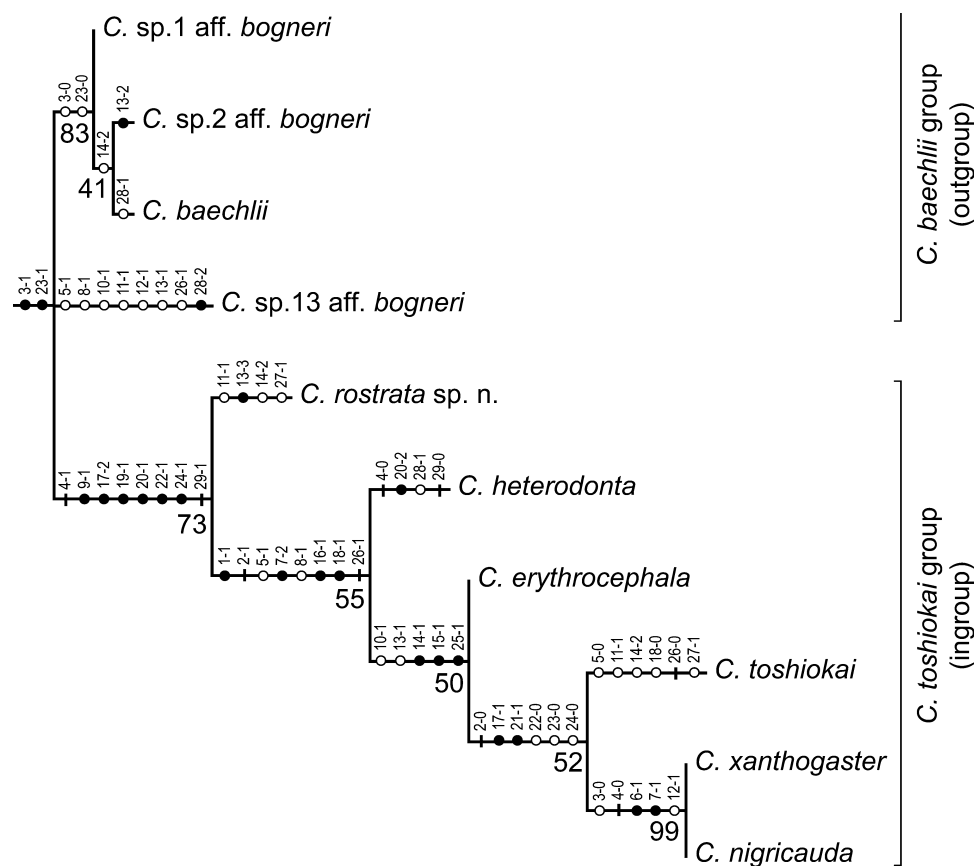 C. sp.1 aff. bogneri
3-0 23-0
83
13-2
C. sp.2 aff. bogneri
14-2
41
28-1
C. baechlii
3-1 23-1
5-1 8-1 10-1 11-1 12-1 13-1 26-1 28-2
C. sp.13 aff. bogneri
C. baechlii group
(outgroup)
11-1 13-3 14-2 27-1
C. rostrata sp. n.
4-1 9-1 17-2 19-1 20-1 22-1 24-1 29-1
73
4-0 20-2 28-1 29-0
C. heterodonta
1-1 2-1 5-1 7-2 8-1 16-1 18-1 26-1
55
C. erythrocephala
10-1 13-1 14-1 15-1 25-1
50
5-0 11-1 14-2 18-0 26-0 27-1
C. toshiokai
2-0 17-1 21-1 22-0 23-0 24-0
52
C. xanthogaster
3-0 4-0 6-1 7-1 12-1
99
C. nigricauda
C. toshiokai group
(ingroup)